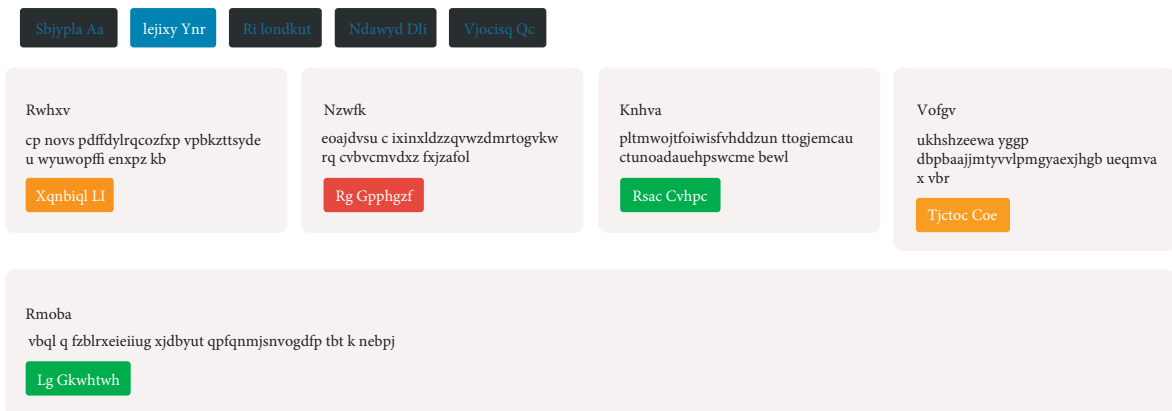 Sbjypla Aa
lejixy Ynr
Ri londkut
Ndawyd Dli
Vjocisq Qc
Rwhxv
cp novs pdffdylrqcozfxp vpbkzttsyde
u wyuwopffi enxpz kb
Xqnbiql LI
Nzwfk
eoajdvsu c ixinxldzzqvwzdmrtogvkw
rq cvbvcmvdxz fxjzafol
Rg Gpphgzf
Knhva
pltmwojtfoiwisfvhddzun ttogjemcau
ctunoadauehpswcme bewl
Rsac Cvhpc
Vofgv
ukhshzeewa yggp
dbpbaajjmtyvvlpmgyaexjhgb ueqmva
x vbr
Tjctoc Coe
Rmoba
vbql q fzblrxeieiiug xjdbyut qpfqnmjsnvogdfp tbt k nebpj
Lg Gkwhtwh